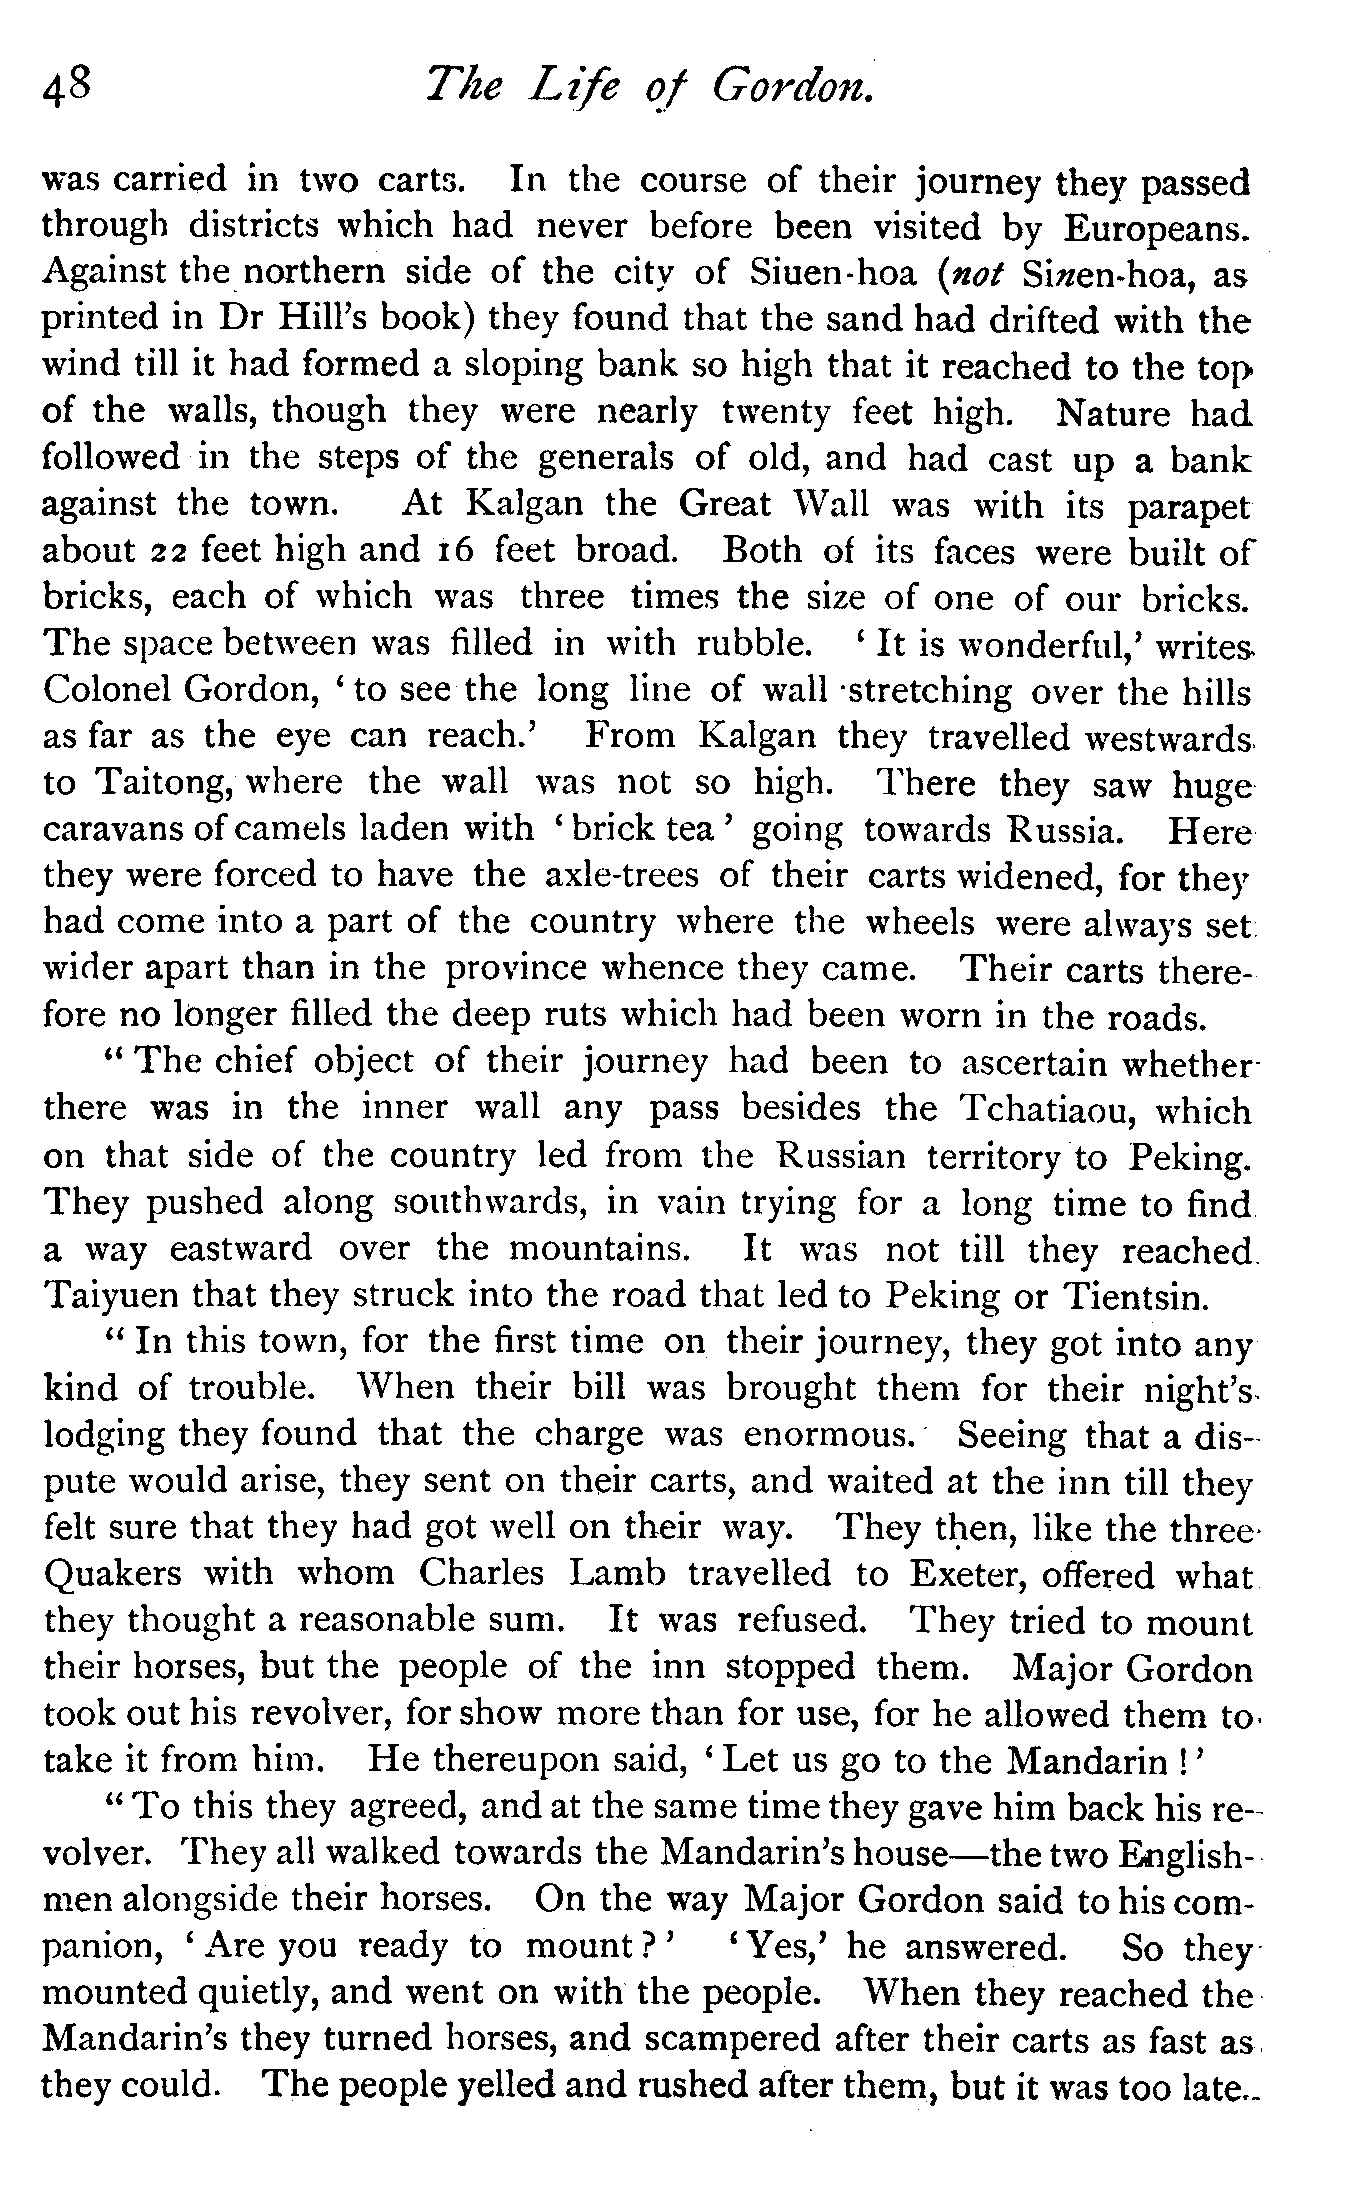 48 The Life of Gordon.
was carried in two carts. In the course of their journey they passed
through districts which had never before been visited by Europeans.
Against the northern side of the city of Siuen-hoa (not Sinen-hoa, as
printed in Dr Hill's book) they found that the sand had drifted with the
wind till it had formed a sloping bank so high that it reached to the top
of the walls, though they were nearly twenty feet high. Nature had
followed in the steps of the generals of old, and had cast up a bank
against the town. At Kalgan the Great Wall was with its parapet
about 22 feet high and 16 feet broad. Both of its faces were built of
bricks, each of which was three times the size of one of our bricks.
The space between was filled in with rubble. ‘ It is wonderful,’ writes
Colonel Gordon, ‘ to see the long line of wall stretching over the hills
as far as the eye can reach.’ From Kalgan they travelled westwards
to Taitong, where the wall was not so high. There they saw huge
caravans of camels laden with ‘ brick tea ’ going towards Russia. Here
they were forced to have the axle-trees of their carts widened, for they
had come into a part of the country where the wheels were always set
wider apart than in the province whence they came. Their carts there-
fore no longer filled the deep ruts which had been worn in the roads.
“ The chief object of their journey had been to ascertain whether
there was in the inner wall any pass besides the Tchatiaou, which
on that side of the country led from the Russian territory to Peking.
They pushed along southwards, in vain trying for a long time to find
a way eastward over the mountains. It was not till they reached
Taiyuen that they struck into the road that led to Peking or Tientsin.
“ In this town, for the first time on their journey, they got into any
kind of trouble. When their bill was brought them for their night's
lodging they found that the charge was enormous. Seeing that a dis-
pute would arise, they sent on their carts, and waited at the inn till they
felt sure that they had got well on their way. They then, like the three
Quakers with whom Charles Lamb travelled to Exeter, offered what
they thought a reasonable sum. It was refused. They tried to mount
their horses, but the people of the inn stopped them. Major Gordon
took out his revolver, for show more than for use, for he allowed them to
take it from him. He thereupon said, ‘ Let us go to the Mandarin ! ’
“ To this they agreed, and at the same time they gave him back his re-
volver. They all walked towards the Mandarin's house—the two English-
men alongside their horses. On the way Major Gordon said to his com-
panion, ‘ Are you ready to mount ? ’ ‘ Yes,’ he answered. So they
mounted quietly, and went on with the people. When they reached the
Mandarin's they turned horses, and scampered after their carts as fast as
they could. The people yelled and rushed after them, but it was too late.